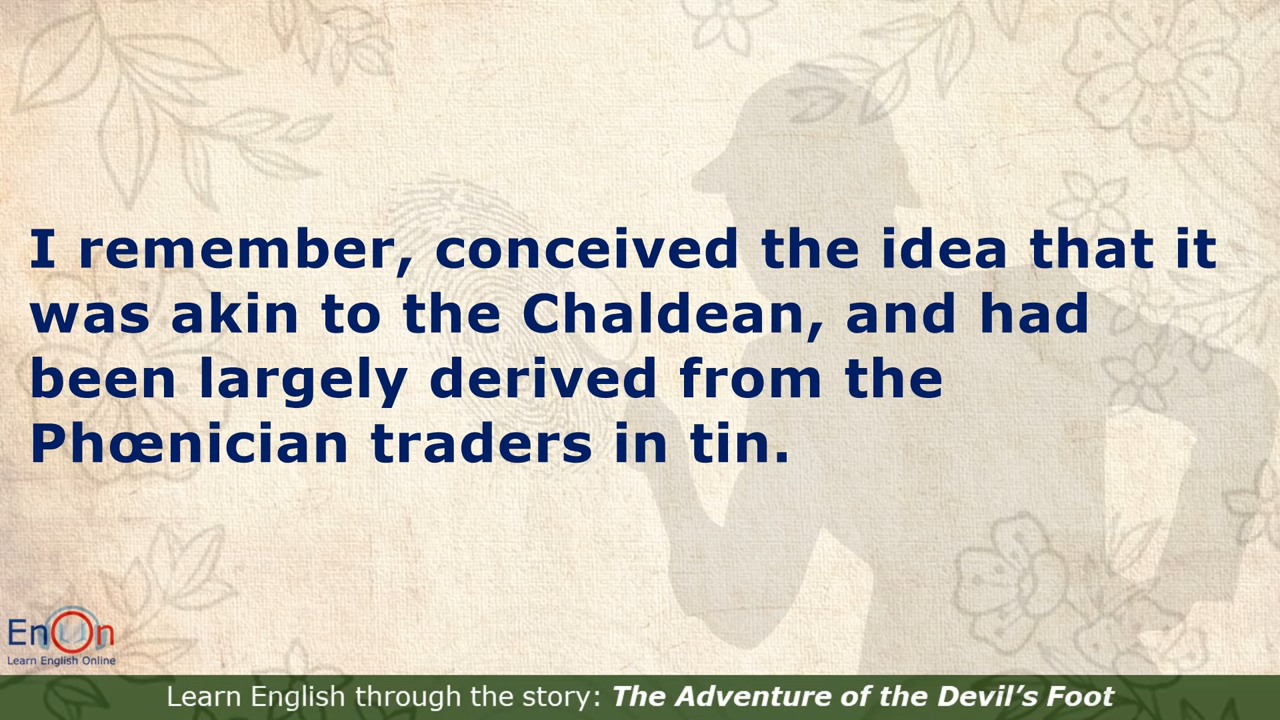 I remember, conceived the idea that it
was akin to the Chaldean, and had
been largely derived from the
Phœnician traders in tin.
EnOn
Learn English Online
Learn English through the story: The Adventure of the Devil’s Foot